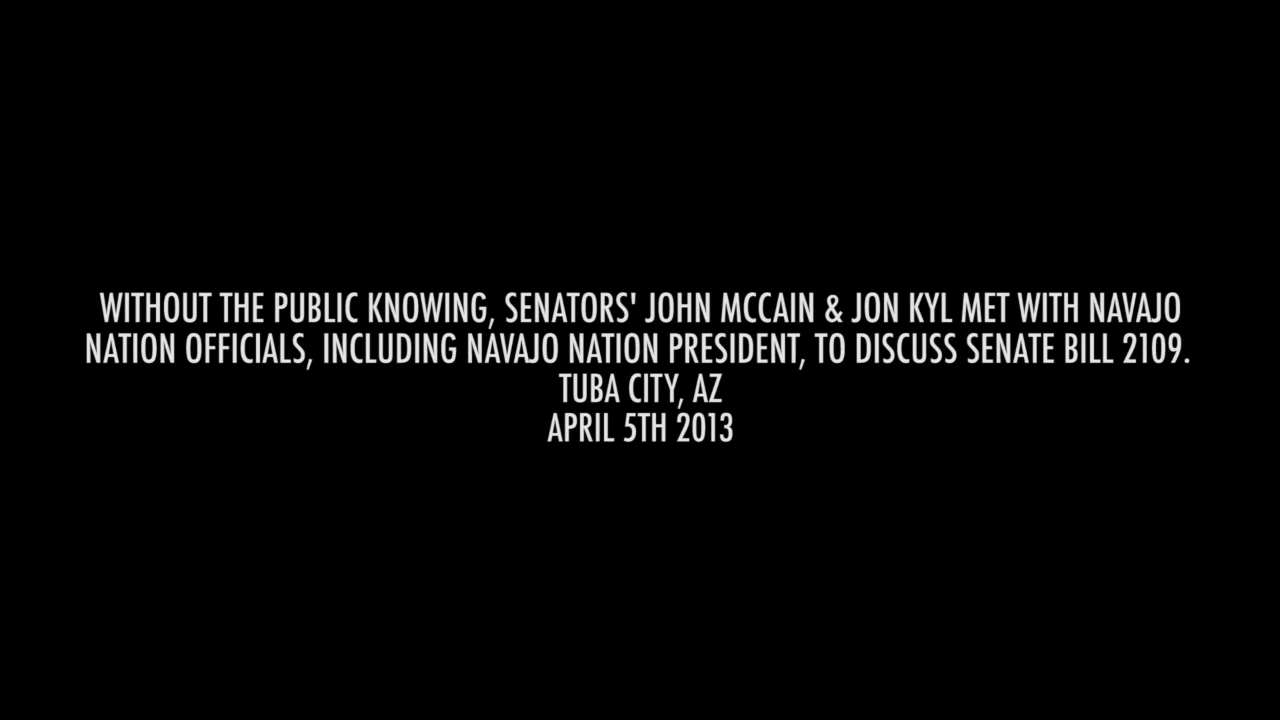 WITHOUT THE PUBLIC KNOWING, SENATORS' JOHN MCCAIN & JON KYL MET WITH NAVAJO
NATION OFFICIALS, INCLUDING NAVAJO NATION PRESIDENT, TO DISCUSS SENATE BILL 2109.
TUBA CITY, AZ
APRIL 5TH 2013